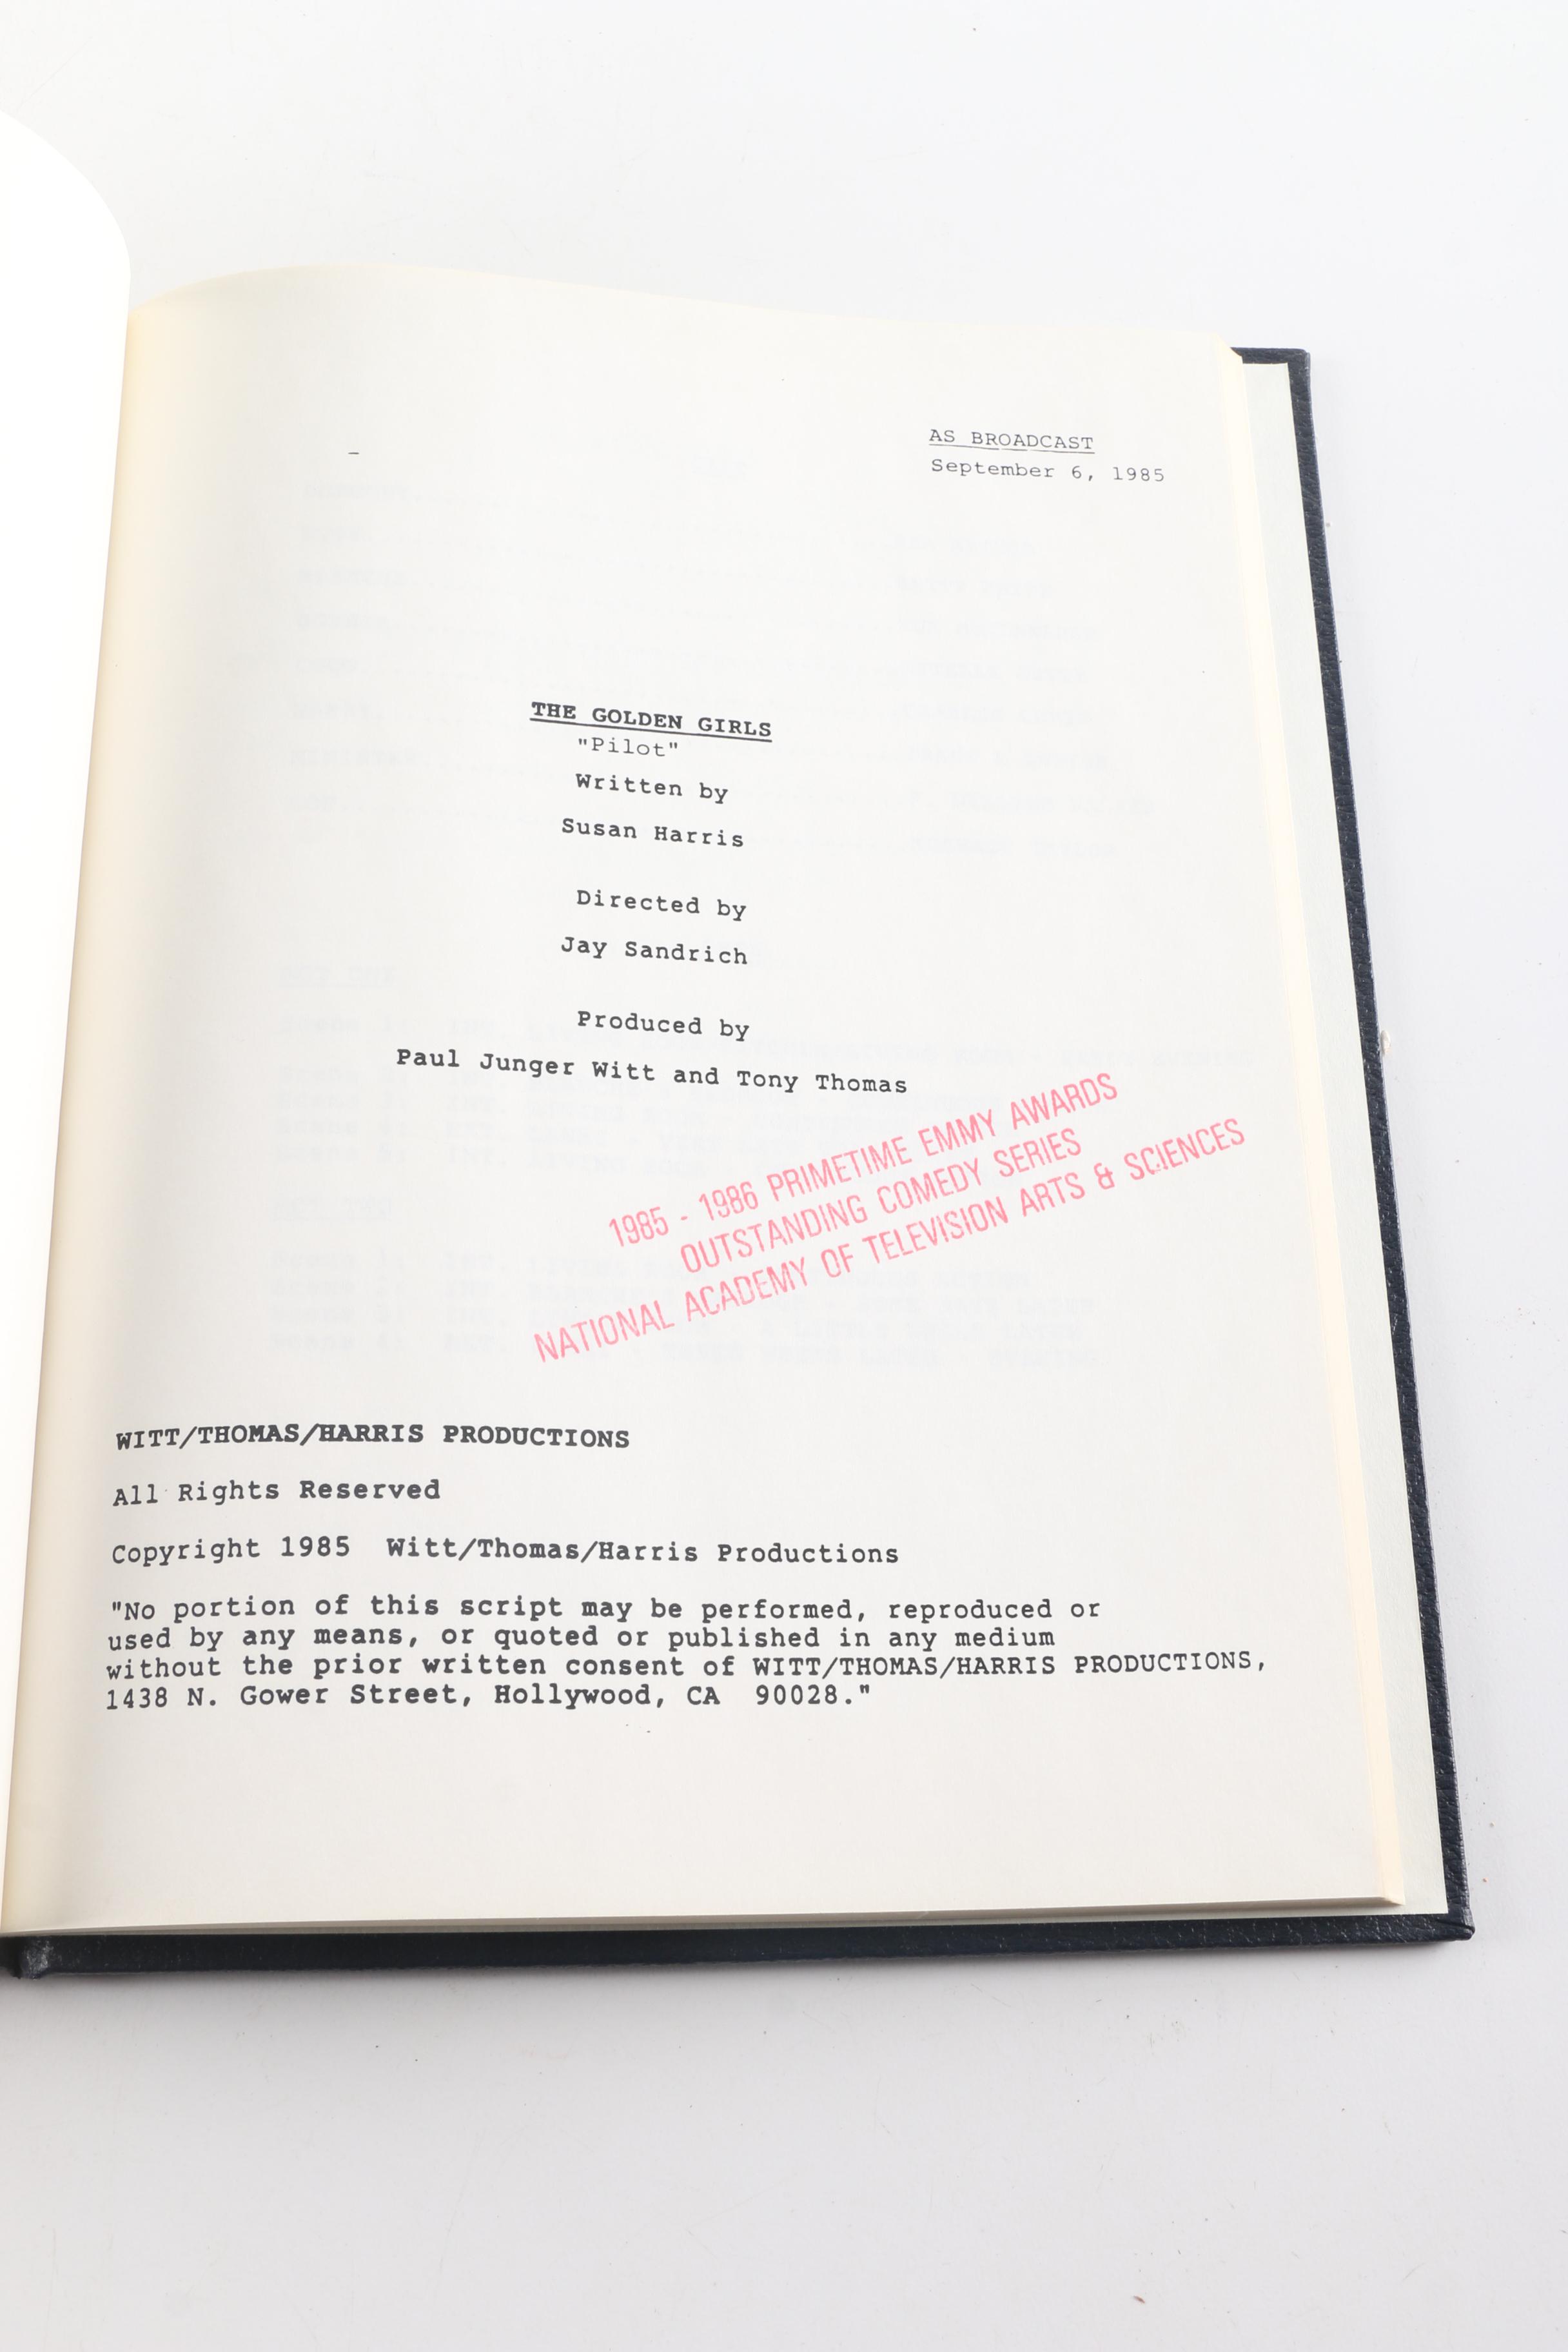 AS BROADCAST
September 6, 1985
THE GOLDEN GIRLS
"Pilot"
Written by
Susan Harris
Directed by
Jay Sandrich
Produced by
Paul Junger Witt and Tony Thomas
1985 - 1986 PRIMETIME EMMY AWARDS
OUTSTANDING COMEDY SERIES
NATIONAL ACADEMY OF TELEVISION ARTS & SCIENCES
WITT/THOMAS/HARRIS PRODUCTIONS
All Rights Reserved
Copyright 1985 Witt/Thomas/Harris Productions
"No portion of this script may be performed, reproduced or
used by any means, or quoted or published in any medium
without the prior written consent of WITT/THOMAS/HARRIS PRODUCTIONS,
1438 N. Gower Street, Hollywood, CA 90028."